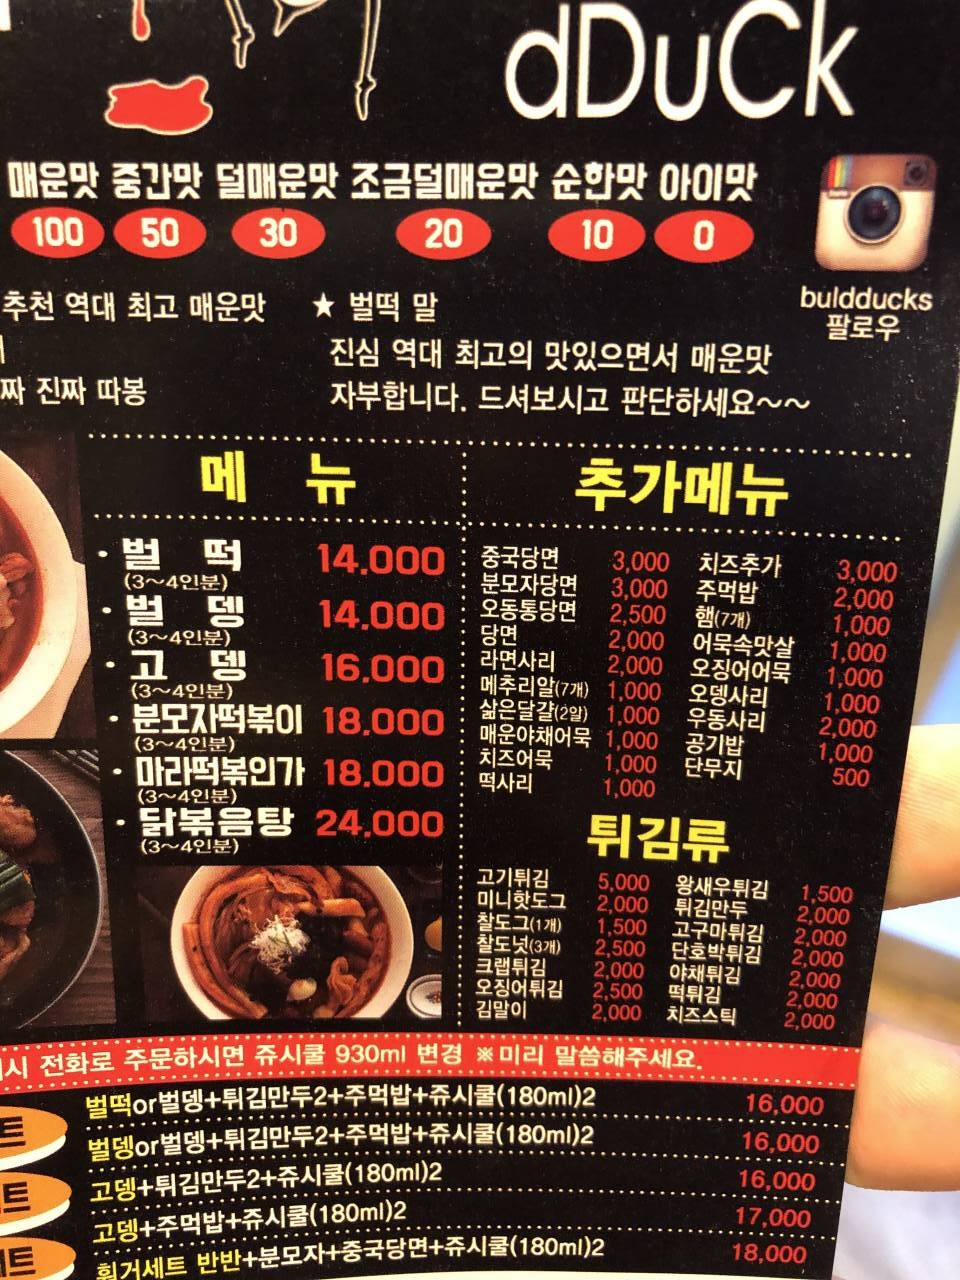 dDuCk
매운맛 중간맛 덜매운맛 조금덜매운맛 순한맛 아이맛
100 50 30 20 10 0
buldducks
팔로우
추천 역대 최고 매운맛
짜 진짜 따봉
★ 벌떡 말
진심 역대 최고의 맛있으면서 매운맛
자부합니다. 드셔보시고 판단하세요~~
메 뉴
· 벌 떡 14,000
(3~4인분)
· 벌 뎅 14,000
(3~4인분)
· 고 뎅 16,000
(3~4인분)
· 분모자떡볶이 18,000
(3~4인분)
· 마라떡볶인가 18,000
(3~4인분)
· 닭볶음탕 24,000
(3~4인분)
추가메뉴
중국당면 3,000
분모자당면 3,000
오동통당면 2,500
당면 2,000
라면사리 2,000
메추리알(7개) 1,000
삶은달걀(2알) 1,000
매운야채어묵 1,000
치즈어묵 1,000
떡사리 1,000
치즈추가 3,000
주먹밥 2,000
햄(7개) 1,000
어묵속맛살 1,000
오징어어묵 1,000
오뎅사리 1,000
우동사리 2,000
공기밥 1,000
단무지 500
튀김류
고기튀김 5,000
미니핫도그 2,000
찰도그(1개) 1,500
찰도넛(3개) 2,500
크랩튀김 2,000
오징어튀김 2,500
김말이 2,000
왕새우튀김 1,500
튀김만두 2,000
고구마튀김 2,000
단호박튀김 2,000
야채튀김 2,000
떡튀김 2,000
치즈스틱 2,000
시 전화로 주문하시면 쥬시쿨 930ml 변경 ※미리 말씀해주세요.
벌떡or벌뎅+튀김만두2+주먹밥+쥬시쿨(180ml)2 16,000
벌뎅or벌뎅+튀김만두2+주먹밥+쥬시쿨(180ml)2 16,000
고뎅+튀김만두2+쥬시쿨(180ml)2 16,000
고뎅+주먹밥+쥬시쿨(180ml)2 17,000
횡거세트 반반+분모자+중국당면+쥬시쿨(180ml)2 18,000